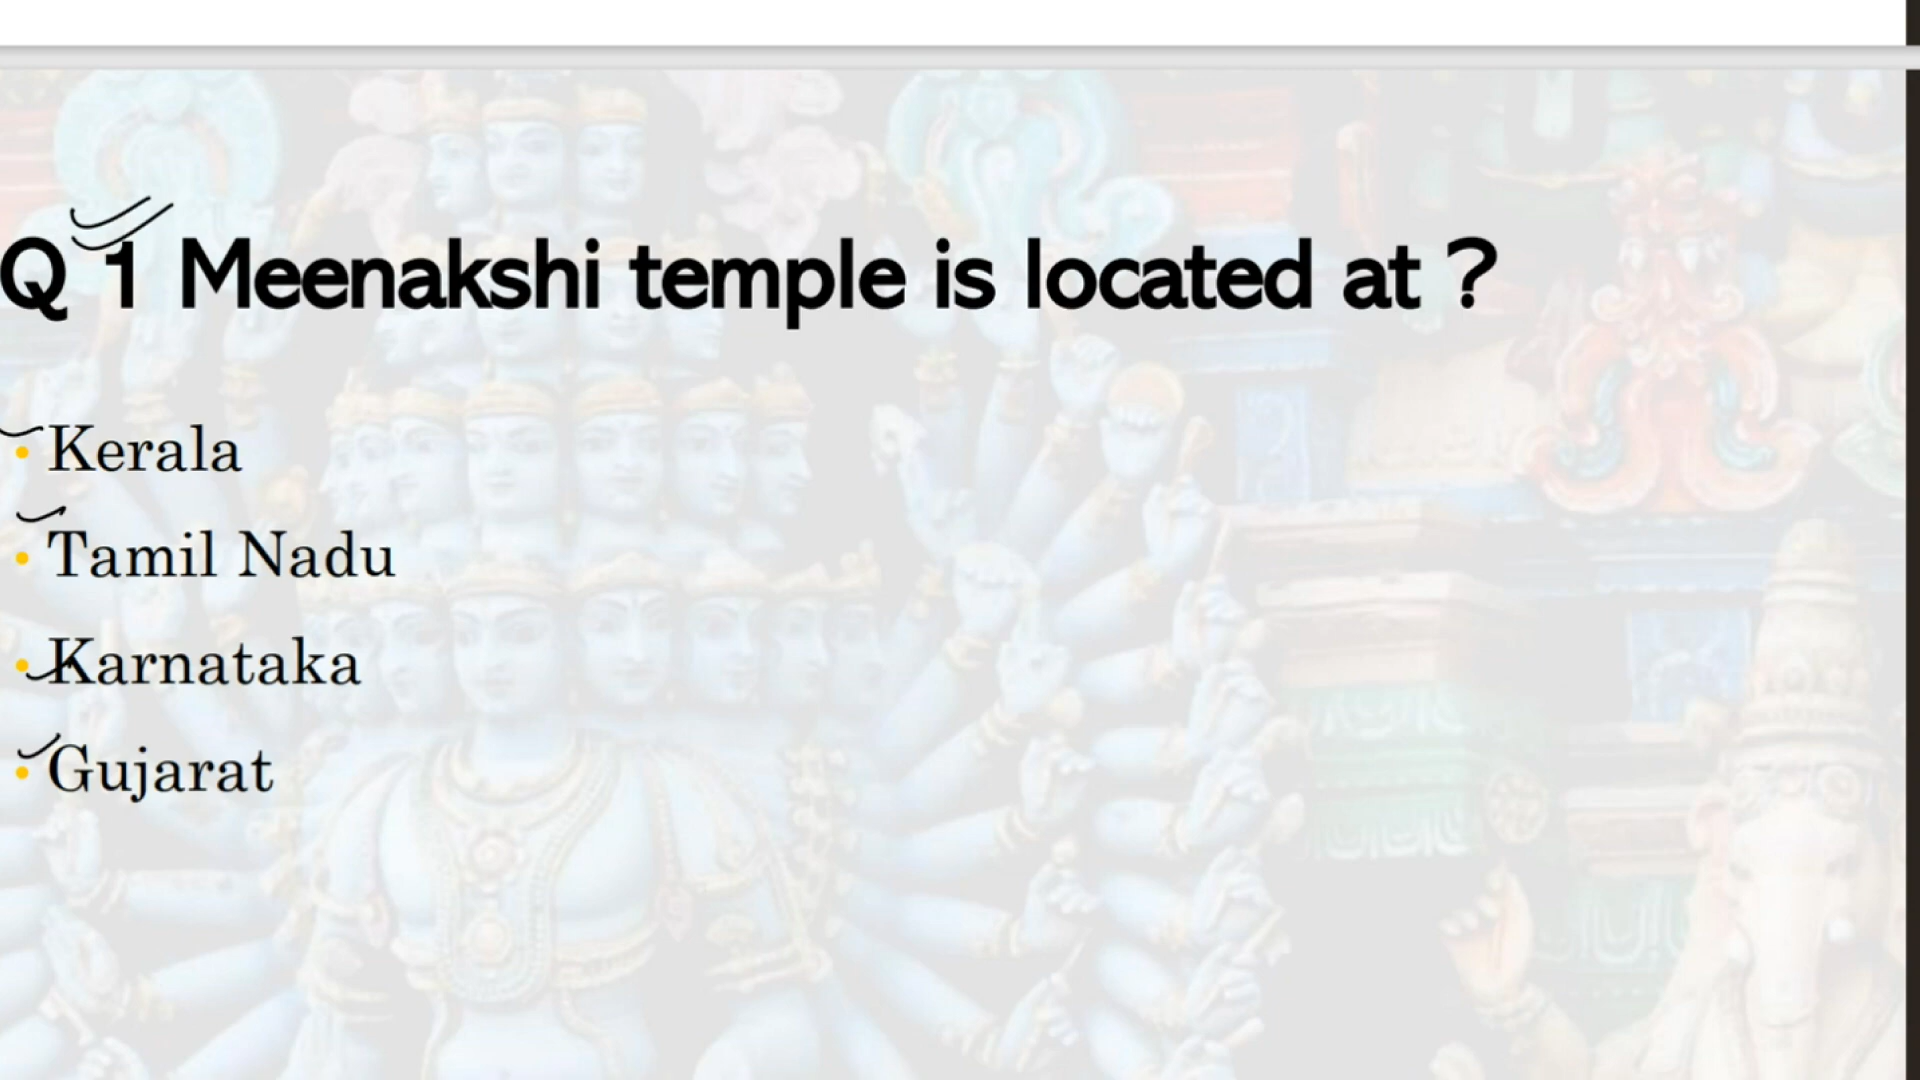 Q 1 Meenakshi temple is located at ?
• Kerala
• Tamil Nadu
• Karnataka
• Gujarat